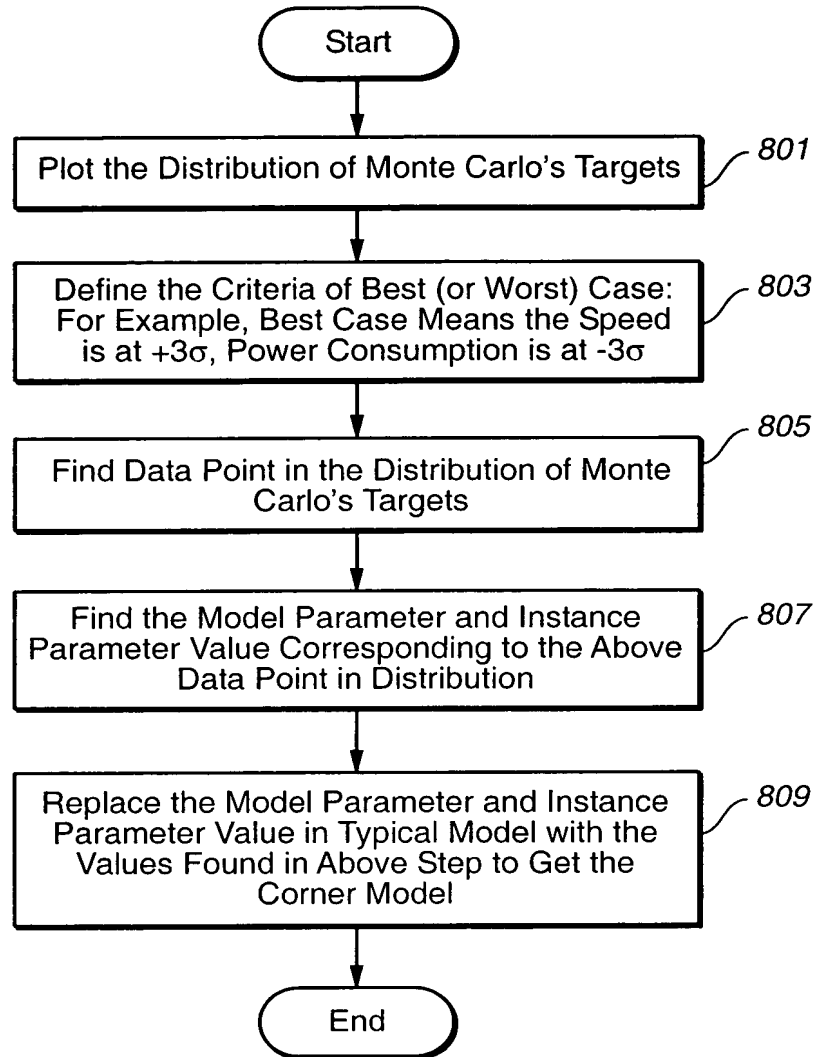 Start
Plot the Distribution of Monte Carlo's Targets
801
Define the Criteria of Best (or Worst) Case:
For Example, Best Case Means the Speed
is at +3σ, Power Consumption is at -3σ
803
Find Data Point in the Distribution of Monte
Carlo's Targets
805
Find the Model Parameter and Instance
Parameter Value Corresponding to the Above
Data Point in Distribution
807
Replace the Model Parameter and Instance
Parameter Value in Typical Model with the
Values Found in Above Step to Get the
Corner Model
809
End